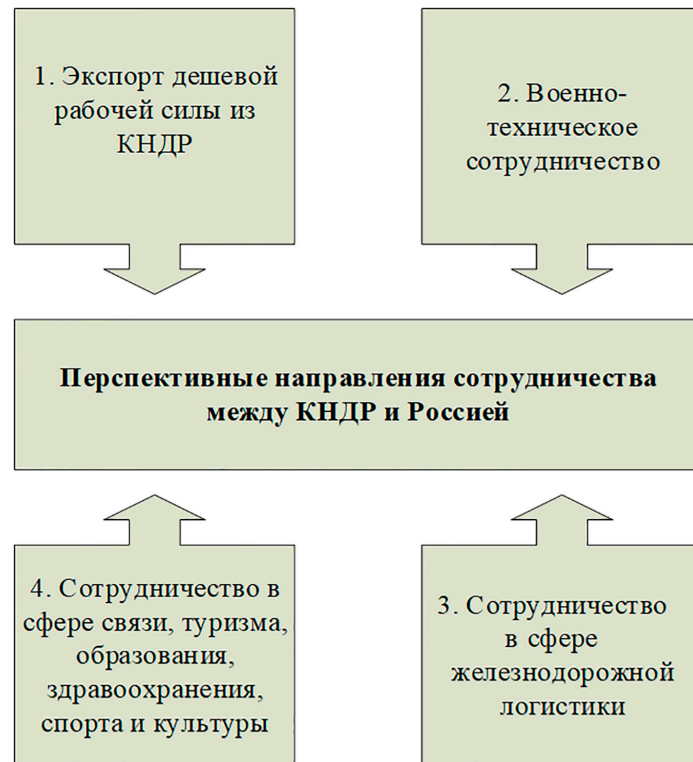 1. Экспорт дешевой
рабочей силы из
КНДР
2. Военно-
техническое
сотрудничество
Перспективные направления сотрудничества
между КНДР и Россией
4. Сотрудничество в
сфере связи, туризма,
образования,
здравоохранения,
спорта и культуры
3. Сотрудничество
в сфере
железнодорожной
логистики